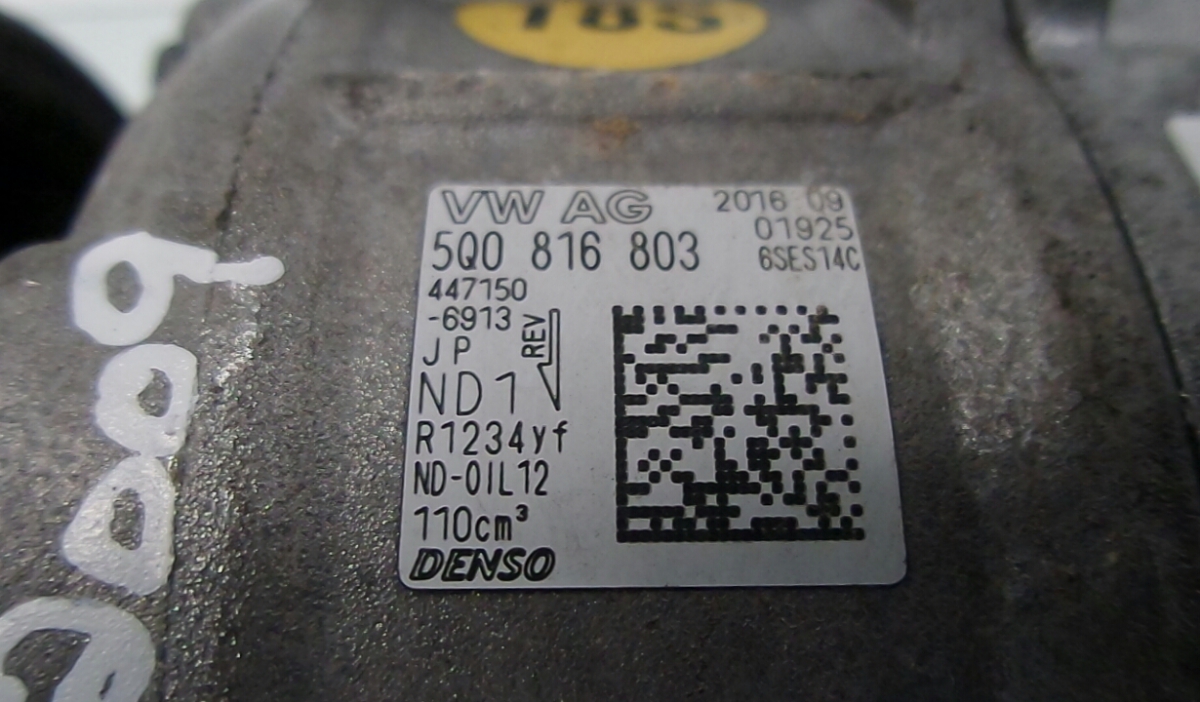 T85
VW AG
2016 09
01925
5Q0 816 803
6SES14C
447150
-6913
REV
JP
ND1
R1234yf
ND-OIL12
110cm³
DENSO